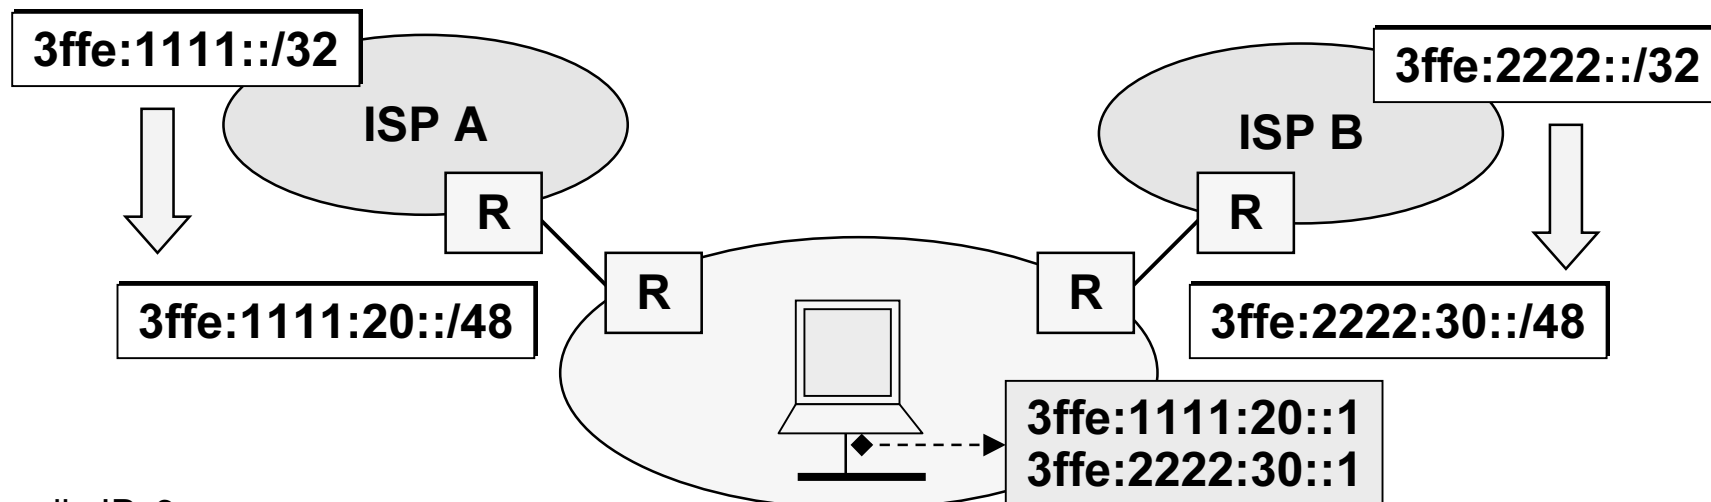 3ffe:1111::/32
ISP A
3ffe:2222::/32
ISP B
R
R
R
R
3ffe:1111:20::/48
3ffe:2222:30::/48
3ffe:1111:20::1
3ffe:2222:30::1